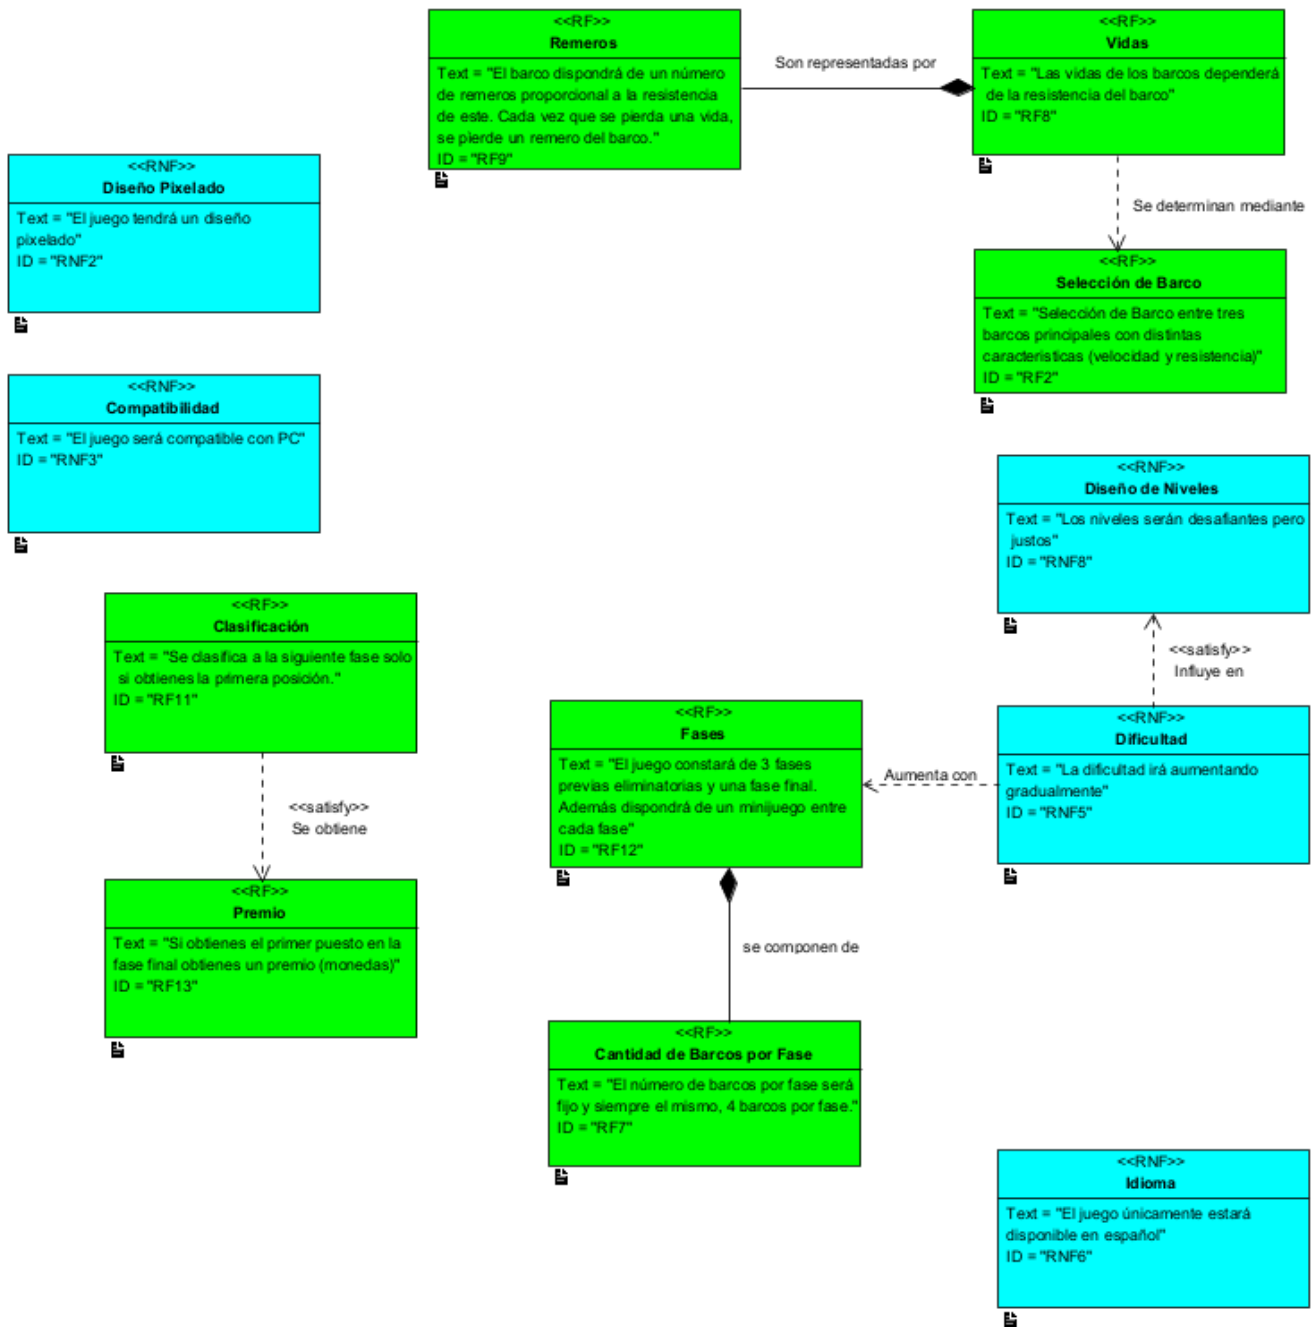 <<RF>>
Remeros
Text = "El barco dispondrá de un número
de remeros proporcional a la resistencia
de este. Cada vez que se pierda una vida,
se pierde un remero del barco."
ID = "RF9"
Son representadas por
<<RF>>
Vidas
Text = "Las vidas de los barcos dependerá
de la resistencia del barco"
ID = "RF8"
Se determinan mediante
<<RNF>>
Diseño Pixelado
Text = "El juego tendrá un diseño
pixelado"
ID = "RNF2"
<<RF>>
Selección de Barco
Text = "Selección de Barco entre tres
barcos principales con distintas
caracteristicas (velocidad y resistencia)"
ID = "RF2"
<<RNF>>
Compatibilidad
Text = "El juego será compatible con PC"
ID = "RNF3"
<<RNF>>
Diseño de Niveles
Text = "Los niveles serán desafiantes pero
justos"
ID = "RNF8"
<<satisfy>>
Influye en
<<RF>>
Clasificación
Text = "Se clasifica a la siguiente fase solo
si obtienes la primera posición."
ID = "RF11"
<<satisfy>>
Se obtiene
<<RF>>
Fases
Text = "El juego constará de 3 fases
previas eliminatorias y una fase final.
Además dispondrá de un minijuego entre
cada fase"
ID = "RF12"
Aumenta con
<<RNF>>
Dificultad
Text = "La dificultad irá aumentando
gradualmente"
ID = "RNF5"
<<RF>>
Premio
Text = "Si obtienes el primer puesto en la
fase final obtienes un premio (monedas)"
ID = "RF13"
se componen de
<<RF>>
Cantidad de Barcos por Fase
Text = "El número de barcos por fase será
fijo y siempre el mismo, 4 barcos por fase."
ID = "RF7"
<<RNF>>
Idioma
Text = "El juego únicamente estará
disponible en español"
ID = "RNF6"